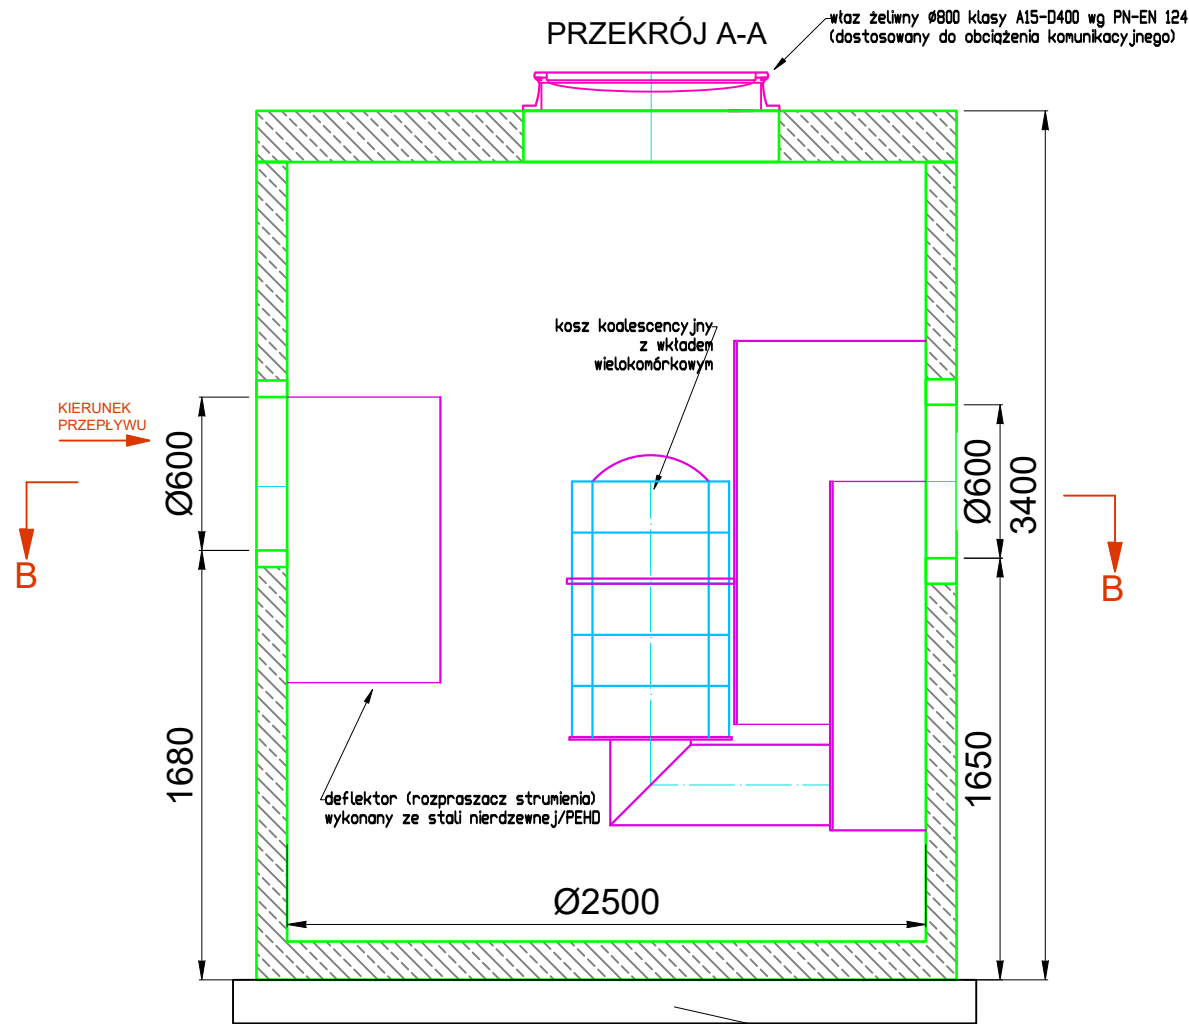 PRZEKRÓJ A-A
właz żeliwny Ø800 klasy A15-D400 wg PN-EN 124
(dostosowany do obciążenia komunikacyjnego)
kosz koalescencyjny
z wkładem
wielokomórkowym
KIERUNEK
PRZEPŁYWU
Ø600
Ø600
3400
B
B
1680
1650
deflektor (rozpraszacz strumienia)
wykonany ze stali nierdzewnej/PEHD
Ø2500